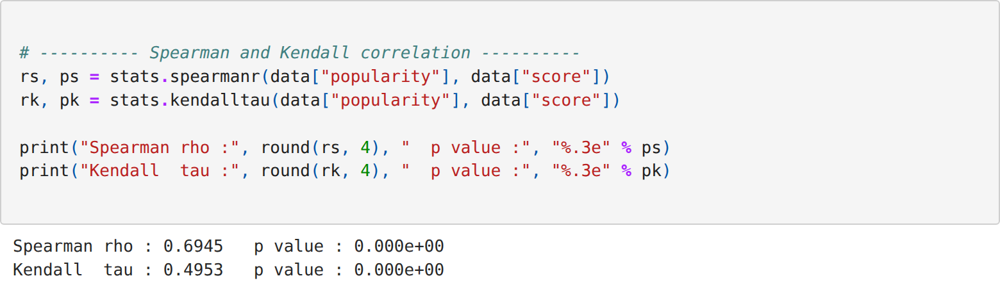 # ---------- Spearman and Kendall correlation ----------
rs, ps = stats.spearmanr(data["popularity"], data["score"])
rk, pk = stats.kendalltau(data["popularity"], data["score"])
print("Spearman rho :", round(rs, 4), "  p value :", "%.3e" % ps)
print("Kendall  tau :", round(rk, 4), "  p value :", "%.3e" % pk)
Spearman rho : 0.6945   p value : 0.000e+00
Kendall  tau : 0.4953   p value : 0.000e+00